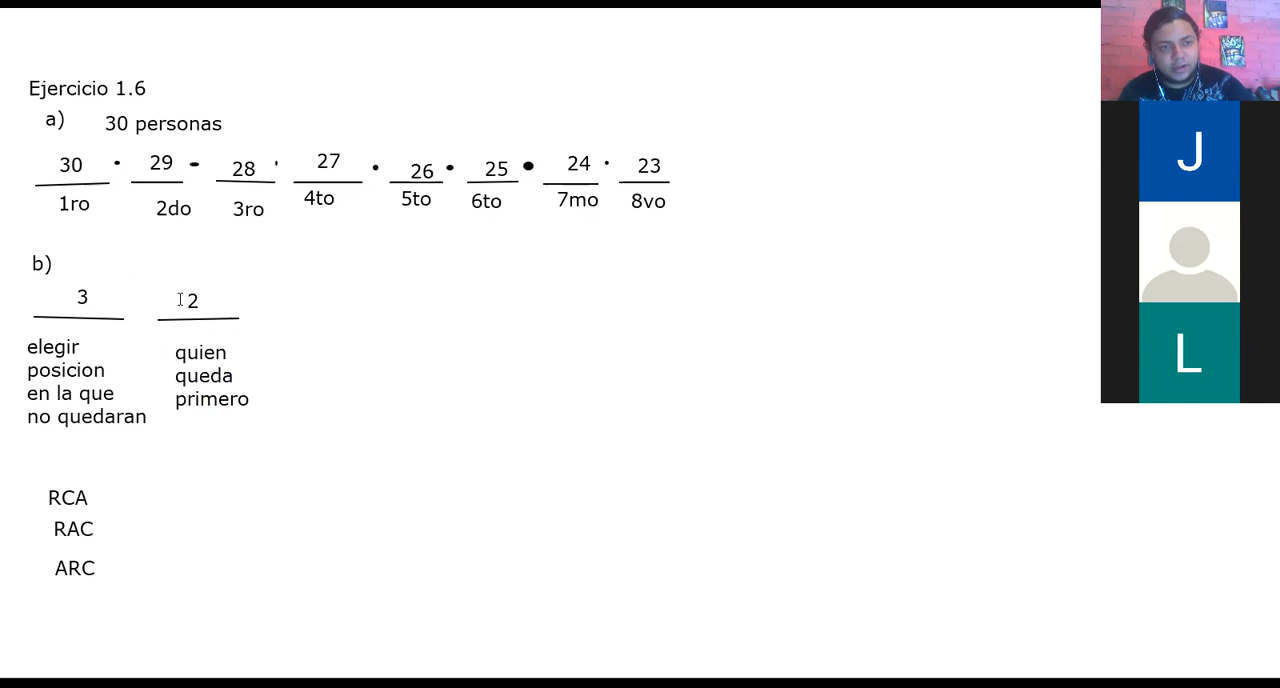 Ejercicio 1.6
a) 30 personas
30 · 29 · 28 · 27 · 26 · 25 · 24 · 23
1ro 2do 3ro 4to 5to 6to 7mo 8vo
b)
3 2
elegir
posicion
en la que
no quedaran
quien
queda
primero
RCA
RAC
ARC
J
L